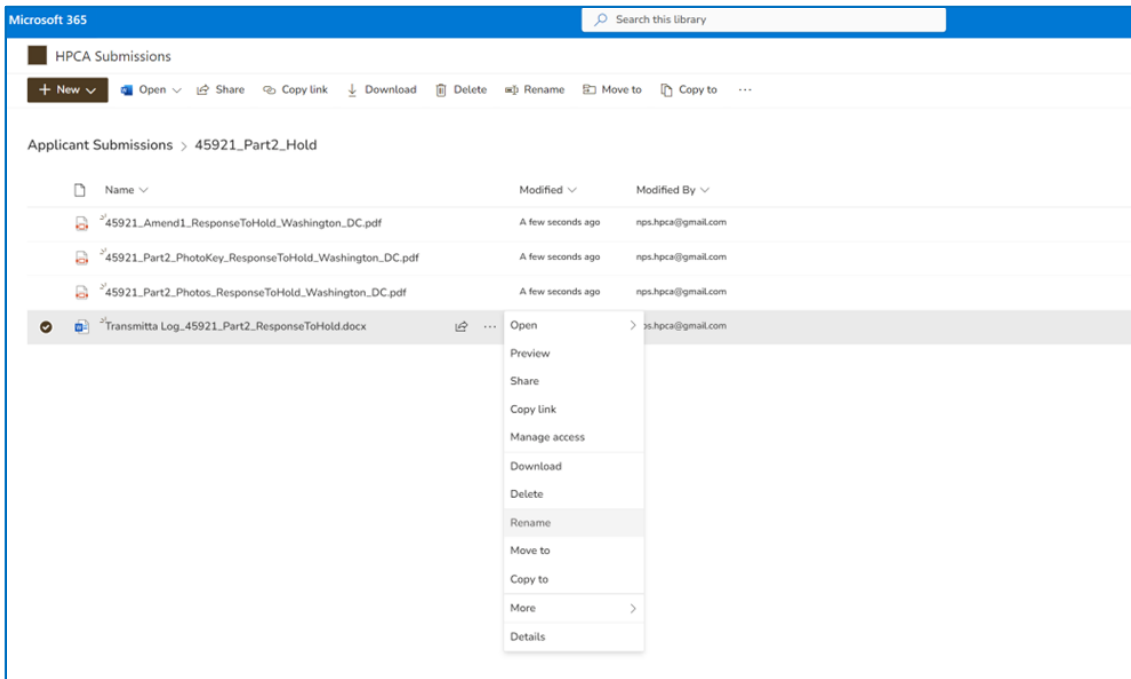 Microsoft 365
Search this library
HPCA Submissions
+ New Open Share Copy link Download Delete Rename Move to Copy to ...
Applicant Submissions > 45921_Part2_Hold
Name Modified Modified By
45921_Amend1_ResponseToHold_Washington_DC.pdf A few seconds ago nps.hpca@gmail.com
45921_Part2_PhotoKey_ResponseToHold_Washington_DC.pdf A few seconds ago nps.hpca@gmail.com
45921_Part2_Photos_ResponseToHold_Washington_DC.pdf A few seconds ago nps.hpca@gmail.com
Transmitta Log_45921_Part2_ResponseToHold.docx ... ps.hpca@gmail.com
Open >
Preview
Share
Copy link
Manage access
Download
Delete
Rename
Move to
Copy to
More >
Details